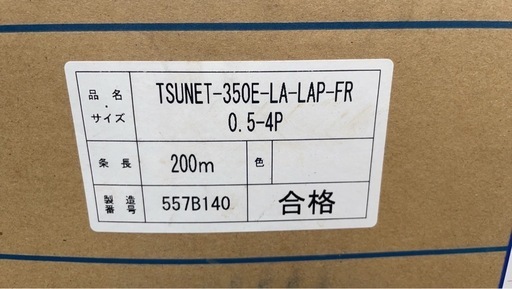 品名・サイズ TSUNET-350E-LA-LAP-FR
0.5-4P
条長 200m 色
製造番号 557B140 合格